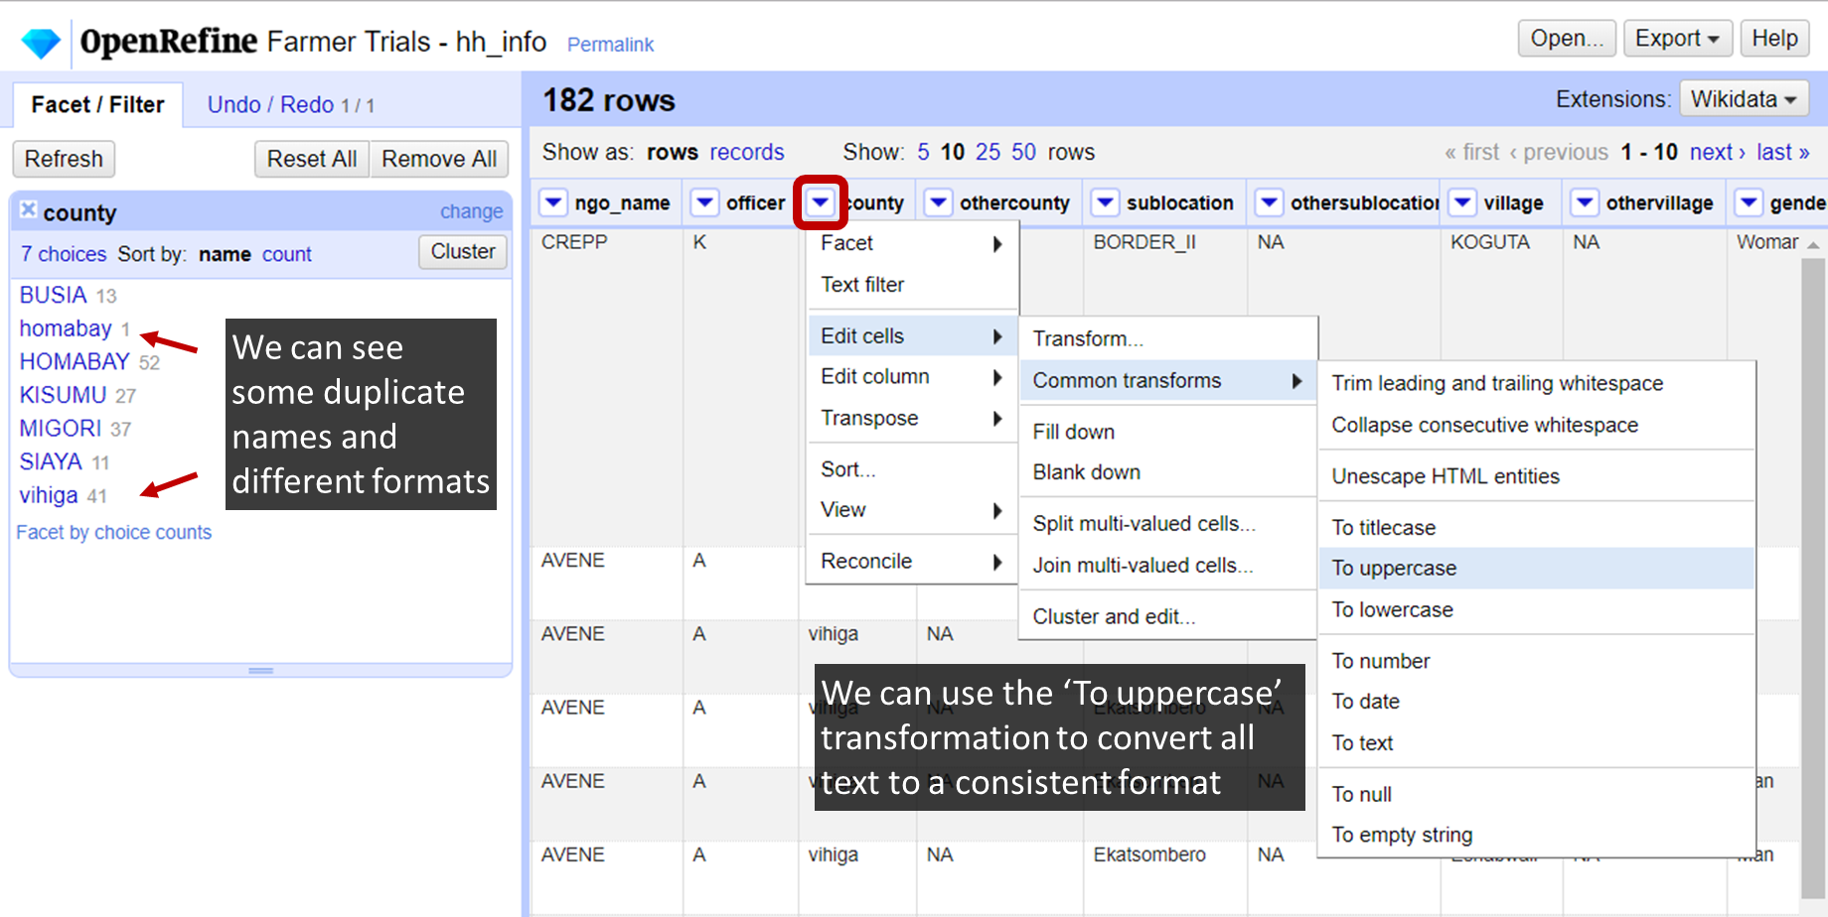 OpenRefine Farmer Trials - hh_info Permalink
Open... Export Help
Facet / Filter Undo / Redo 1 / 1
182 rows
Extensions: Wikidata
Refresh Reset All Remove All
Show as: rows records Show: 5 10 25 50 rows
« first ‹ previous 1 - 10 next › last »
county change
7 choices Sort by: name count Cluster
BUSIA 13
homabay 1
HOMABAY 52
KISUMU 27
MIGORI 37
SIAYA 11
vihiga 41
Facet by choice counts
We can see
some duplicate
names and
different formats
ngo_name officer county othercounty sublocation othersublocation village othervillage gende
CREPP K BORDER_II NA KOGUTA NA Woman
Facet
Text filter
Edit cells
Edit column
Transpose
Sort...
View
Reconcile
Transform...
Common transforms
Fill down
Blank down
Split multi-valued cells...
Join multi-valued cells...
Cluster and edit...
Trim leading and trailing whitespace
Collapse consecutive whitespace
Unescape HTML entities
To titlecase
To uppercase
To lowercase
To number
To date
To text
To null
To empty string
AVENE A
AVENE A vihiga NA
AVENE A vihiga NA Ekatsombero NA
AVENE A
AVENE A vihiga NA Ekatsombero NA
We can use the ‘To uppercase’
transformation to convert all
text to a consistent format